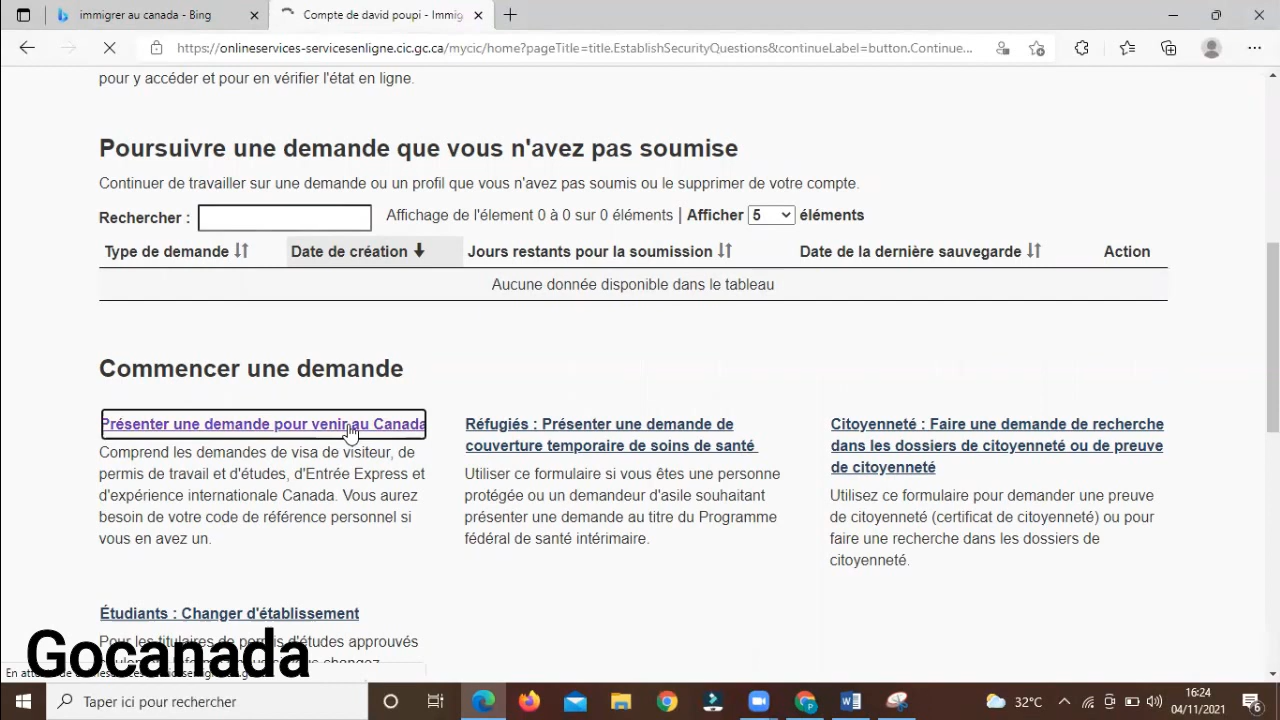 immigrer au canada - Bing
Compte de david poupi - Immig
https://onlineservices-servicesenligne.cic.gc.ca/mycic/home?pageTitle=title.EstablishSecurityQuestions&continueLabel=button.Continue...
pour y accéder et pour en vérifier l'état en ligne.
Poursuivre une demande que vous n'avez pas soumise
Continuer de travailler sur une demande ou un profil que vous n'avez pas soumis ou le supprimer de votre compte.
Rechercher : Affichage de l'élement 0 à 0 sur 0 éléments | Afficher 5 éléments
Type de demande Date de création Jours restants pour la soumission Date de la dernière sauvegarde Action
Aucune donnée disponible dans le tableau
Commencer une demande
Présenter une demande pour venir au Canada
Comprend les demandes de visa de visiteur, de
permis de travail et d'études, d'Entrée Express et
d'expérience internationale Canada. Vous aurez
besoin de votre code de référence personnel si
vous en avez un.
Réfugiés : Présenter une demande de
couverture temporaire de soins de santé
Utiliser ce formulaire si vous êtes une personne
protégée ou un demandeur d'asile souhaitant
présenter une demande au titre du Programme
fédéral de santé intérimaire.
Citoyenneté : Faire une demande de recherche
dans les dossiers de citoyenneté ou de preuve
de citoyenneté
Utilisez ce formulaire pour demander une preuve
de citoyenneté (certificat de citoyenneté) ou pour
faire une recherche dans les dossiers de
citoyenneté.
Étudiants : Changer d'établissement
Pour les titulaires de permis d'études approuvés
Gocanada
Taper ici pour rechercher
32°C
16:24
04/11/2021
6